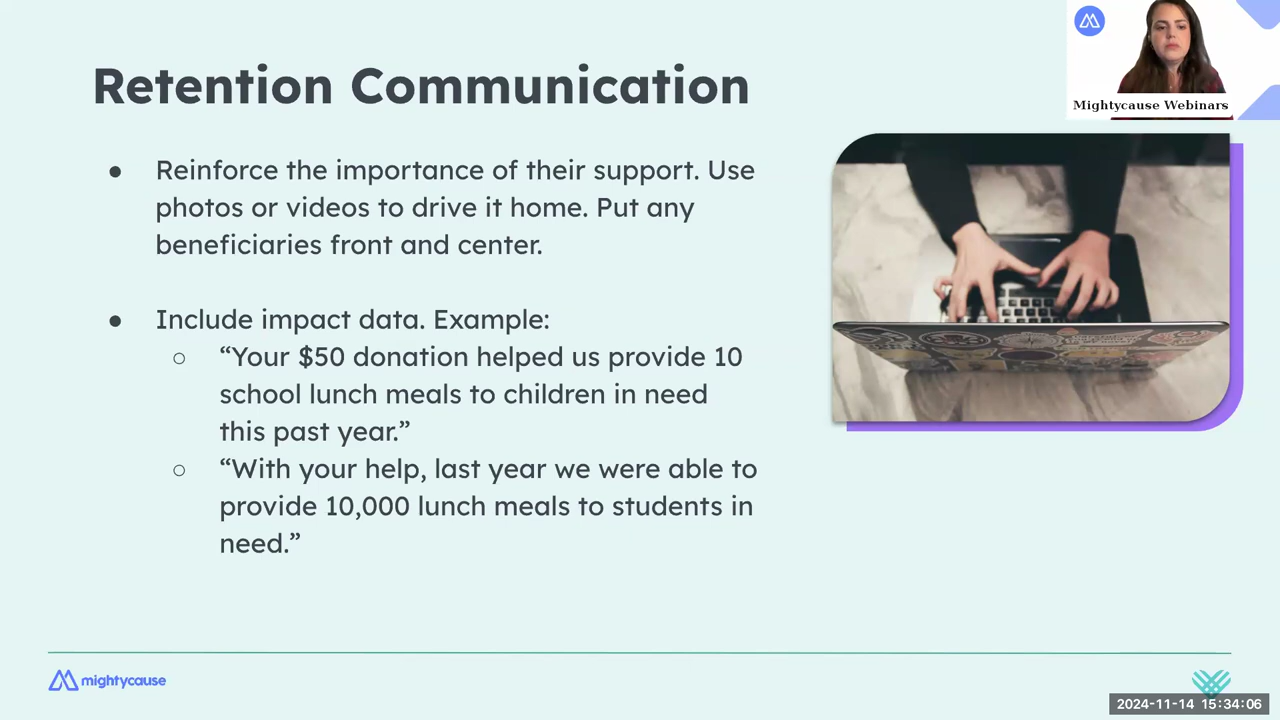 Retention Communication
Mightycause Webinars
● Reinforce the importance of their support. Use
photos or videos to drive it home. Put any
beneficiaries front and center.
● Include impact data. Example:
○ “Your $50 donation helped us provide 10
school lunch meals to children in need
this past year.”
○ “With your help, last year we were able to
provide 10,000 lunch meals to students in
need.”
mightycause
2024-11-14 15:34:06